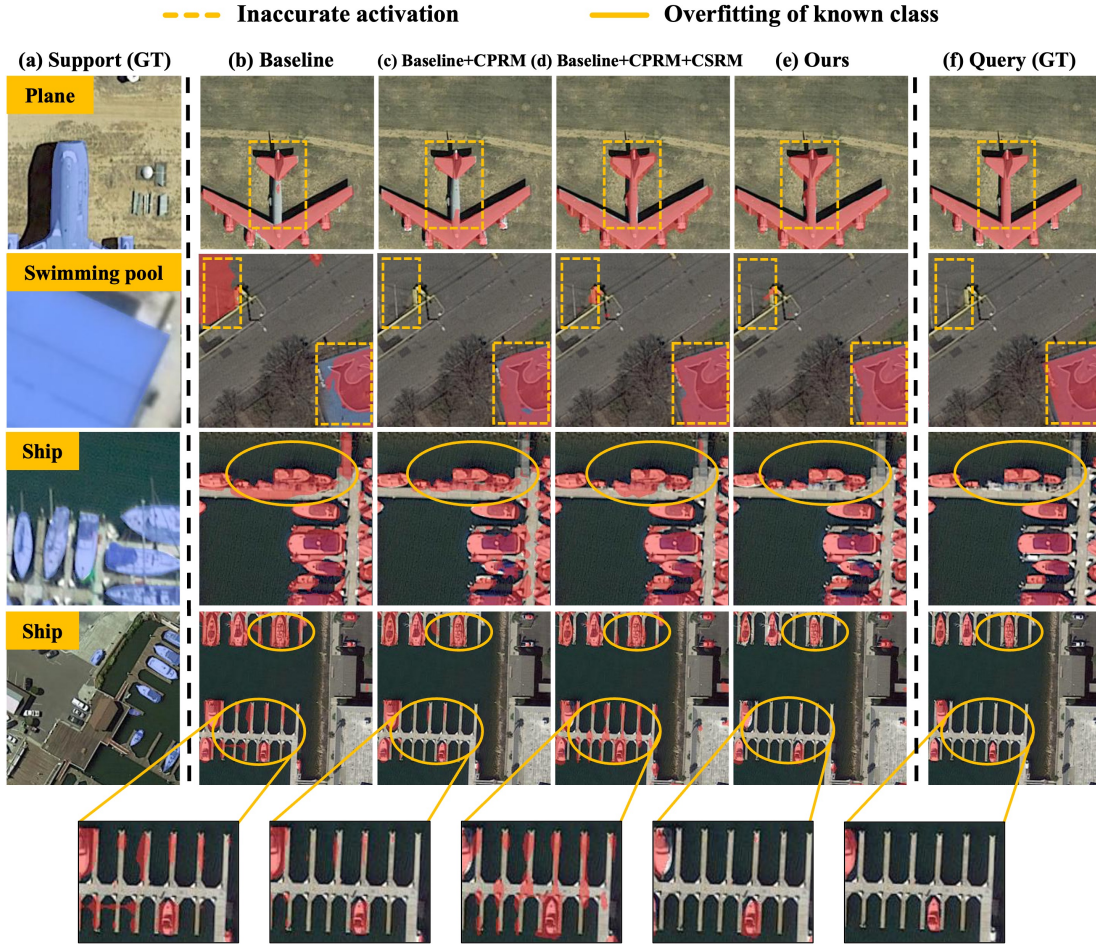 Inaccurate activation
Overfitting of known class
(a) Support (GT)
(b) Baseline
(c) Baseline+CPRM
(d) Baseline+CPRM+CSRM
(e) Ours
(f) Query (GT)
Plane
Swimming pool
Ship
Ship